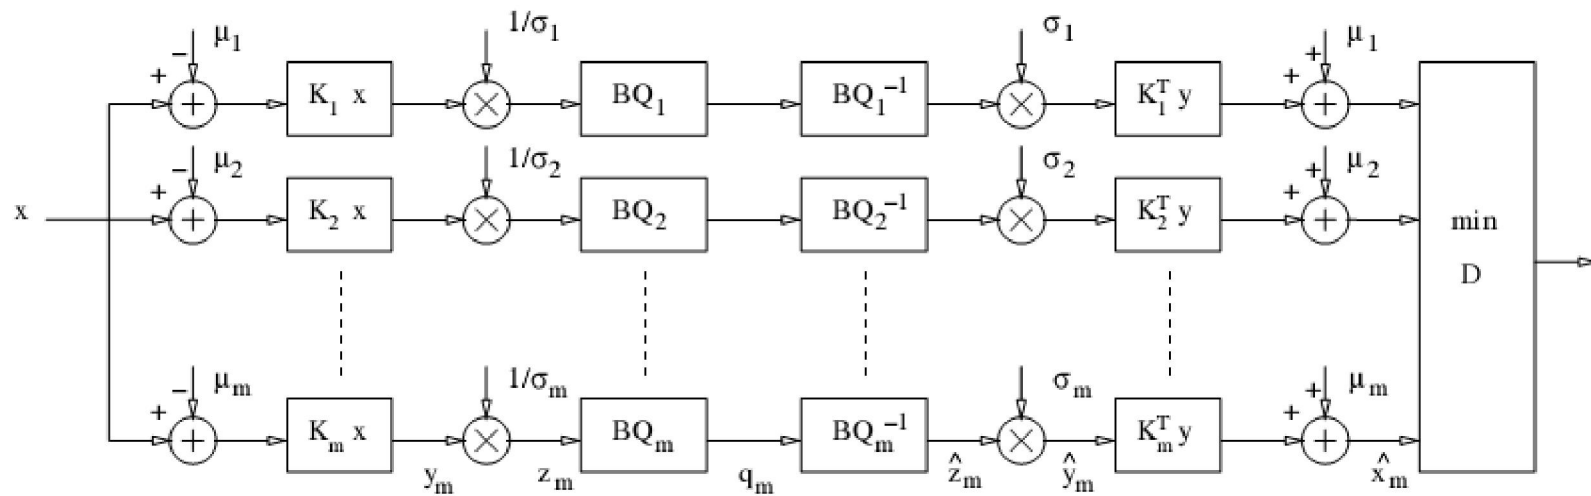 − μ₁ 1/σ₁ σ₁ + μ₁
+ + K₁ x × BQ₁ BQ₁⁻¹ × K₁ᵀ y + +
− μ₂ 1/σ₂ σ₂ + μ₂
x + + K₂ x × BQ₂ BQ₂⁻¹ × K₂ᵀ y + + min
D
− μₘ 1/σₘ σₘ + μₘ
+ + Kₘ x × BQₘ BQₘ⁻¹ × Kₘᵀ y + +
yₘ zₘ qₘ ẑₘ ŷₘ x̂ₘ